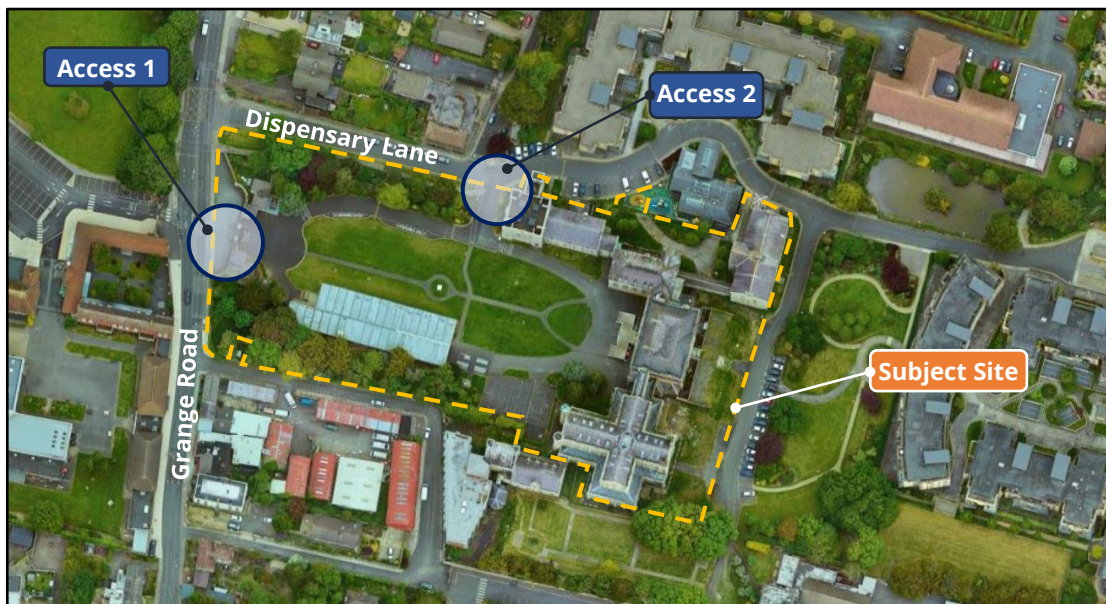 Access 1
Access 2
Dispensary Lane
Grange Road
Subject Site